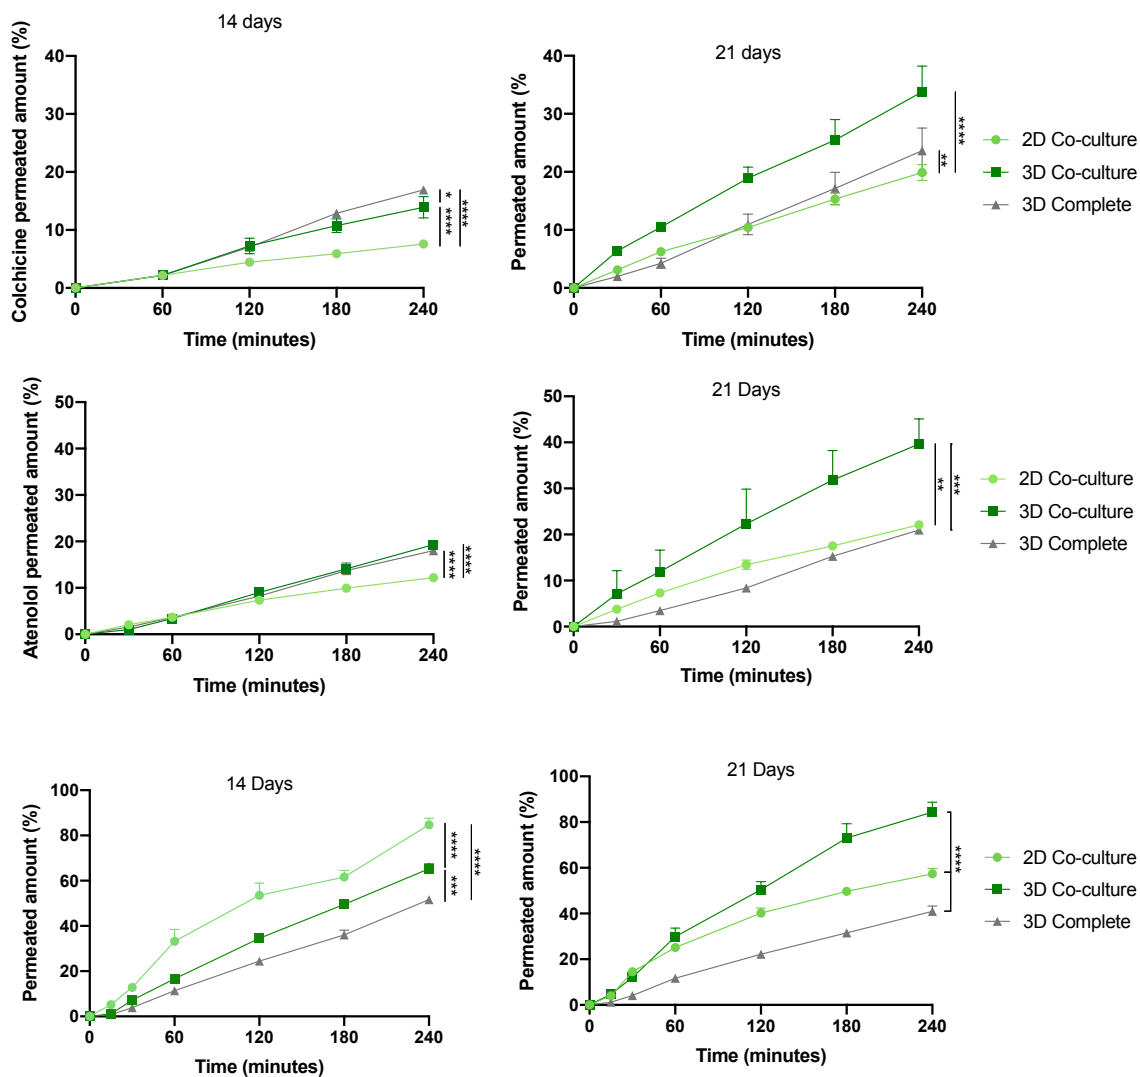 14 days
Colchicine permeated amount (%)
40
30
20
10
0
0 60 120 180 240
Time (minutes)
*
****
****
21 days
Permeated amount (%
40
30
20
10
0
0 60 120 180 240
Time (minutes)
**
****
2D Co-culture
3D Co-culture
3D Complete
Atenolol permeated amount (%)
50
40
30
20
10
0
0 60 120 180 240
Time (minutes)
****
****
21 Days
Permeated amount (%)
50
40
30
20
10
0
0 60 120 180 240
Time (minutes)
**
***
2D Co-culture
3D Co-culture
3D Complete
14 Days
Permeated amount (%)
100
80
60
40
20
0
0 60 120 180 240
Time (minutes)
****
***
****
21 Days
Permeated amount (%)
100
80
60
40
20
0
0 60 120 180 240
Time (minutes)
****
2D Co-culture
3D Co-culture
3D Complete